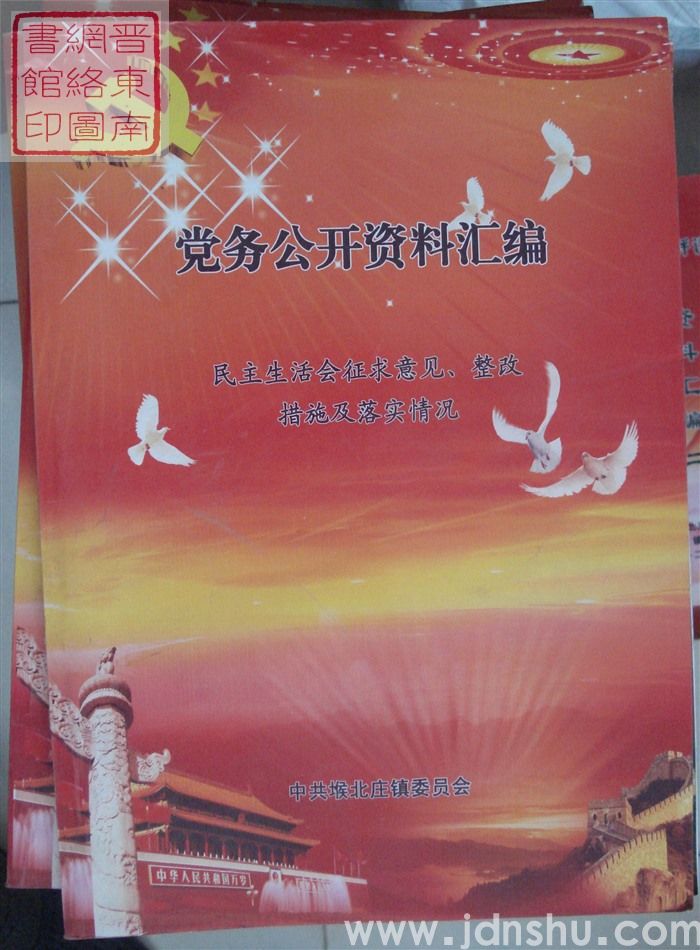 晋东南
網絡圖
書館印
党务公开资料汇编
民主生活会征求意见、整改
措施及落实情况
中共堠北庄镇委员会
中华人民共和国万岁
www.jdnshu.com